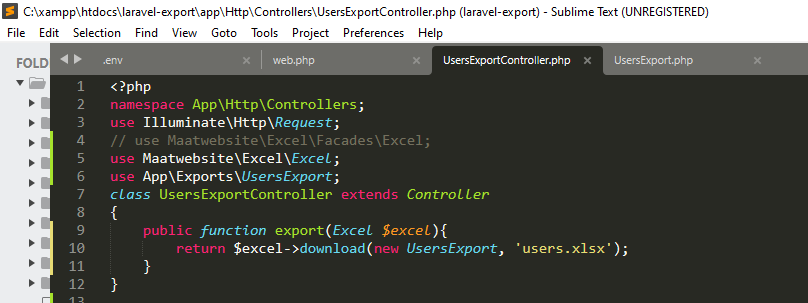 C:\xampp\htdocs\laravel-export\app\Http\Controllers\UsersExportController.php (laravel-export) - Sublime Text (UNREGISTERED)
File Edit Selection Find View Goto Tools Project Preferences Help
FOLD
.env × web.php × UsersExportController.php × UsersExport.php ×
1 <?php
2 namespace App\Http\Controllers;
3 use Illuminate\Http\Request;
4 // use Maatwebsite\Excel\Facades\Excel;
5 use Maatwebsite\Excel\Excel;
6 use App\Exports\UsersExport;
7 class UsersExportController extends Controller
8 {
9 public function export(Excel $excel){
10 return $excel->download(new UsersExport, 'users.xlsx');
11 }
12 }
13